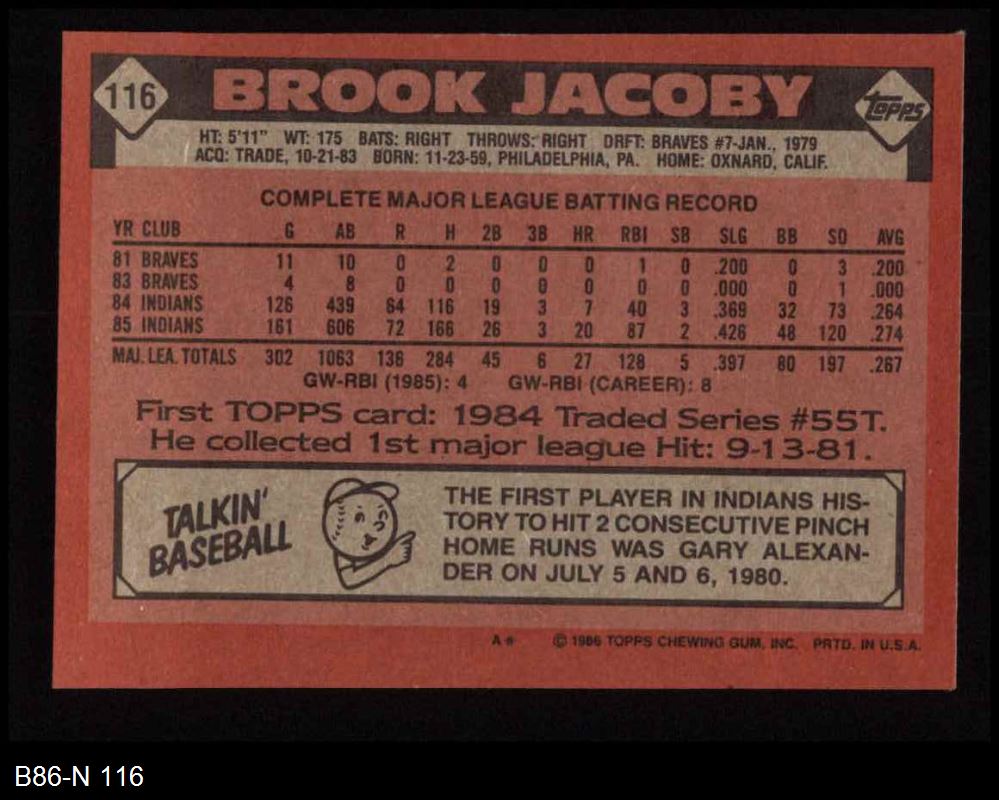 116 BROOK JACOBY TOPPS
HT: 5'11" WT: 175 BATS: RIGHT THROWS: RIGHT DRFT: BRAVES #7-JAN., 1979
ACQ: TRADE, 10-21-83 BORN: 11-23-59, PHILADELPHIA, PA. HOME: OXNARD, CALIF.
COMPLETE MAJOR LEAGUE BATTING RECORD
YR CLUB G AB R H 2B 3B HR RBI SB SLG BB SO AVG
81 BRAVES 11 10 0 2 0 0 0 1 0 .200 0 3 .200
83 BRAVES 4 8 0 0 0 0 0 0 0 .000 0 1 .000
84 INDIANS 126 439 64 116 19 3 7 40 3 .369 32 73 .264
85 INDIANS 161 606 72 166 26 3 20 87 2 .426 48 120 .274
MAJ. LEA. TOTALS 302 1063 136 284 45 6 27 128 5 .397 80 197 .267
GW-RBI (1985): 4 GW-RBI (CAREER): 8
First TOPPS card: 1984 Traded Series #55T.
He collected 1st major league Hit: 9-13-81.
TALKIN'
BASEBALL
THE FIRST PLAYER IN INDIANS HIS-
TORY TO HIT 2 CONSECUTIVE PINCH
HOME RUNS WAS GARY ALEXAN-
DER ON JULY 5 AND 6, 1980.
A* © 1986 TOPPS CHEWING GUM, INC. PRTD. IN U.S.A.
B86-N 116